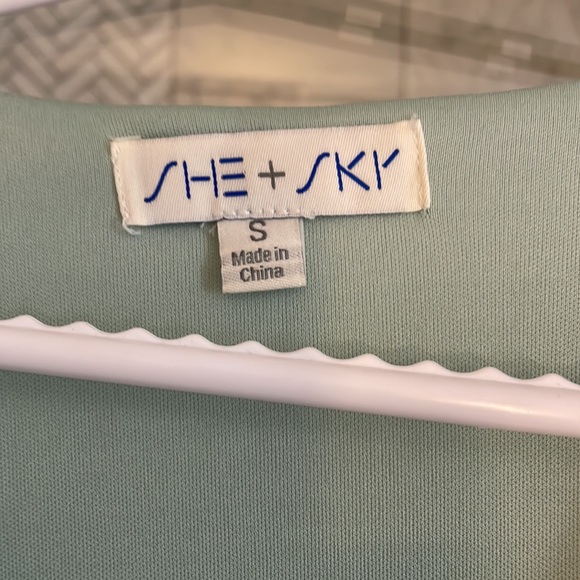 SHE + SKY
S
Made in
China